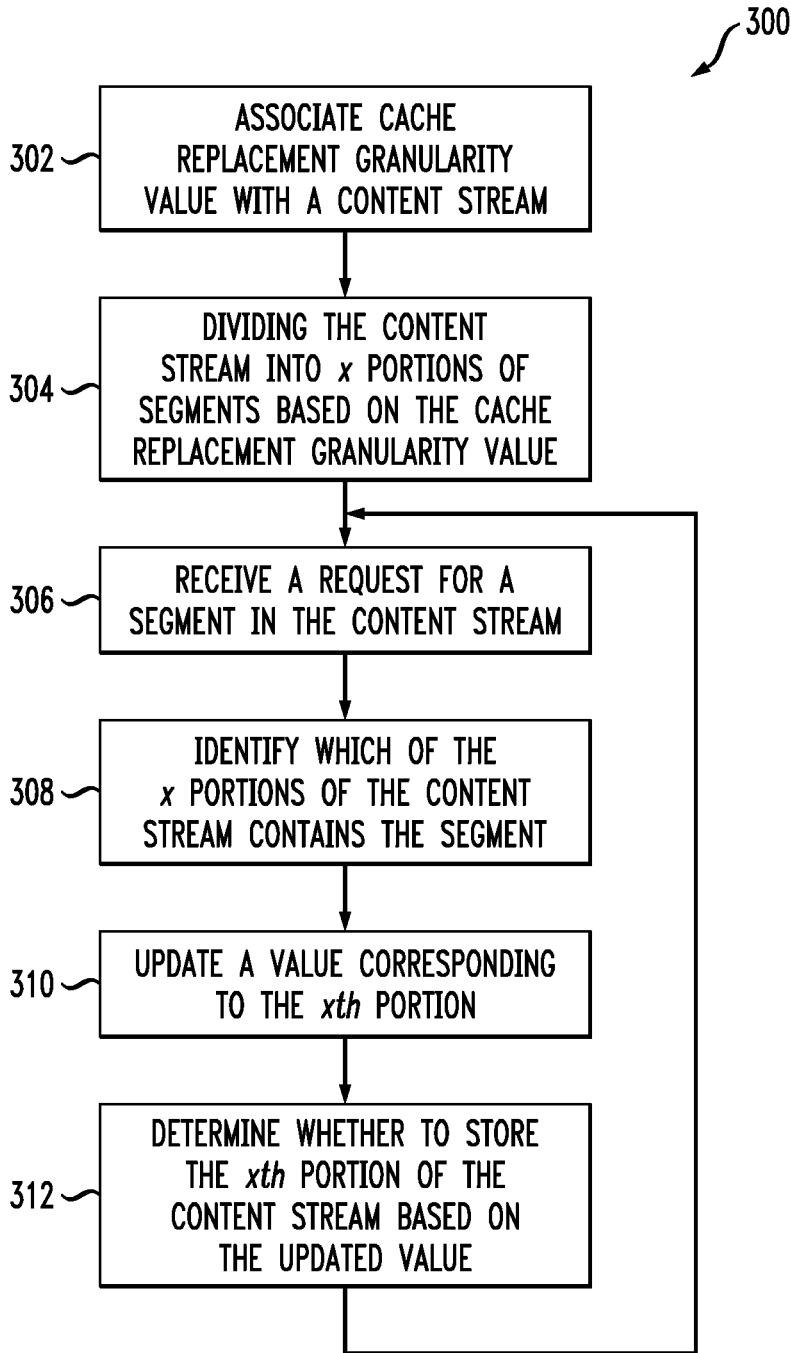 300
302
ASSOCIATE CACHE
REPLACEMENT GRANULARITY
VALUE WITH A CONTENT STREAM
304
DIVIDING THE CONTENT
STREAM INTO x PORTIONS OF
SEGMENTS BASED ON THE CACHE
REPLACEMENT GRANULARITY VALUE
306
RECEIVE A REQUEST FOR A
SEGMENT IN THE CONTENT STREAM
308
IDENTIFY WHICH OF THE
x PORTIONS OF THE CONTENT
STREAM CONTAINS THE SEGMENT
310
UPDATE A VALUE CORRESPONDING
TO THE xth PORTION
312
DETERMINE WHETHER TO STORE
THE xth PORTION OF THE
CONTENT STREAM BASED ON
THE UPDATED VALUE